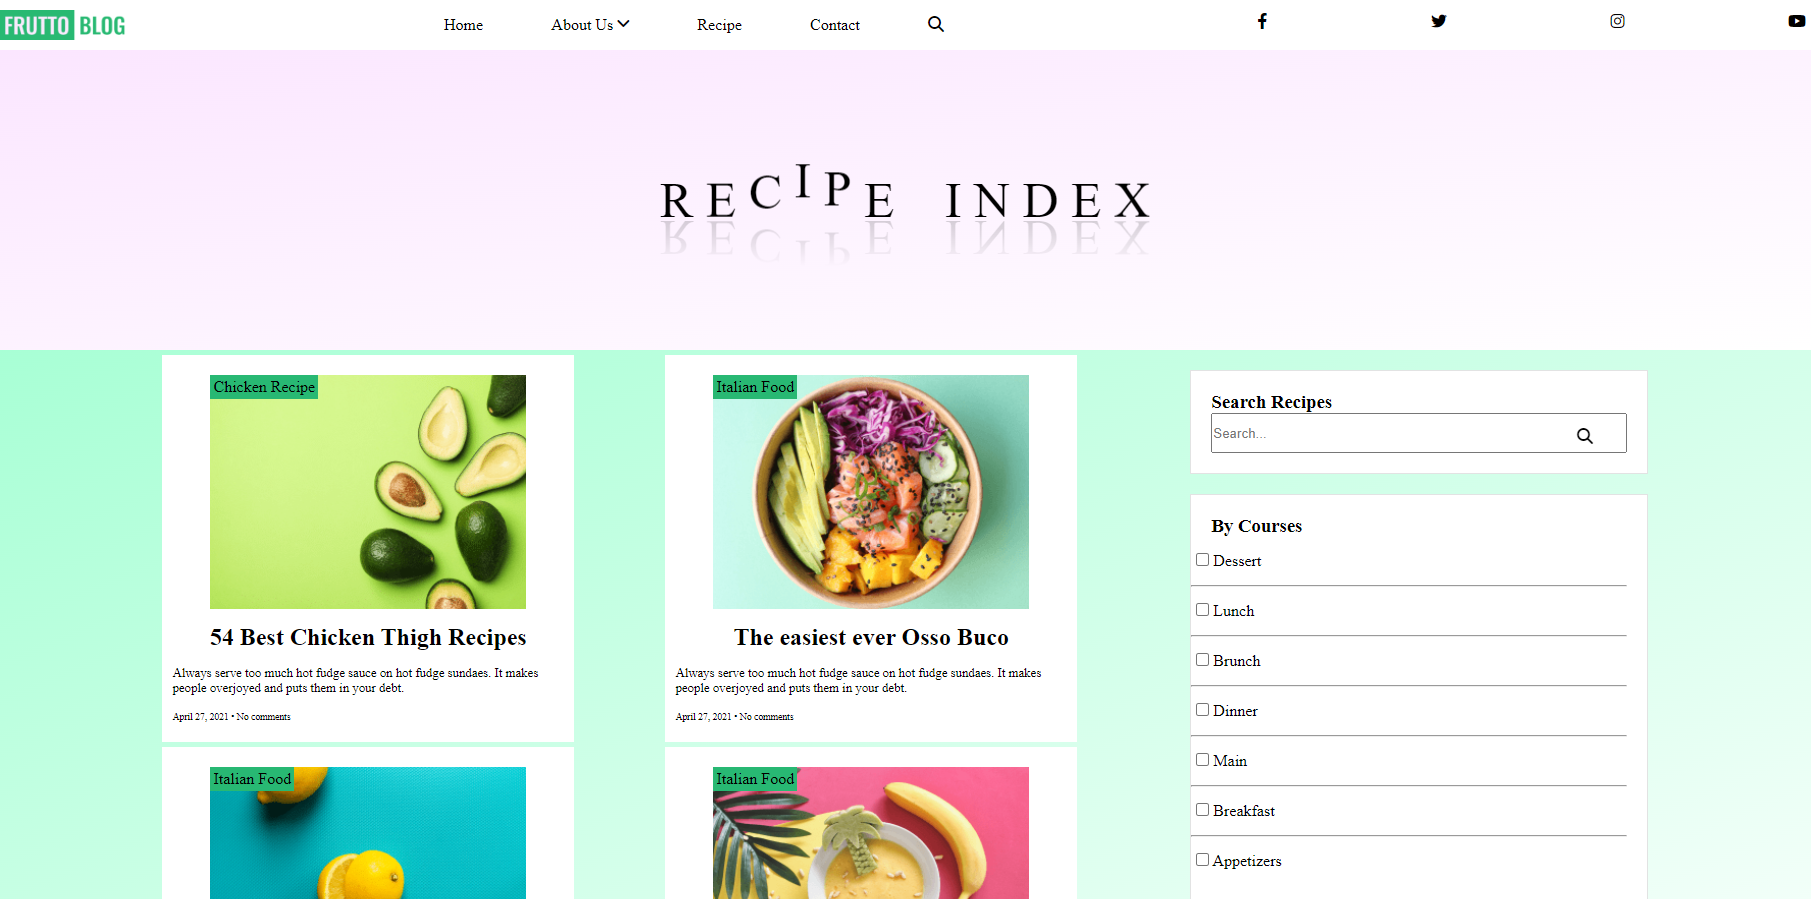 FRUTTO BLOG
Home About Us Recipe Contact
RECIPE INDEX
Chicken Recipe
54 Best Chicken Thigh Recipes
Always serve too much hot fudge sauce on hot fudge sundaes. It makes
people overjoyed and puts them in your debt.
April 27, 2021 • No comments
Italian Food
The easiest ever Osso Buco
Always serve too much hot fudge sauce on hot fudge sundaes. It makes
people overjoyed and puts them in your debt.
April 27, 2021 • No comments
Italian Food
Italian Food
Search Recipes
Search...
By Courses
Dessert
Lunch
Brunch
Dinner
Main
Breakfast
Appetizers